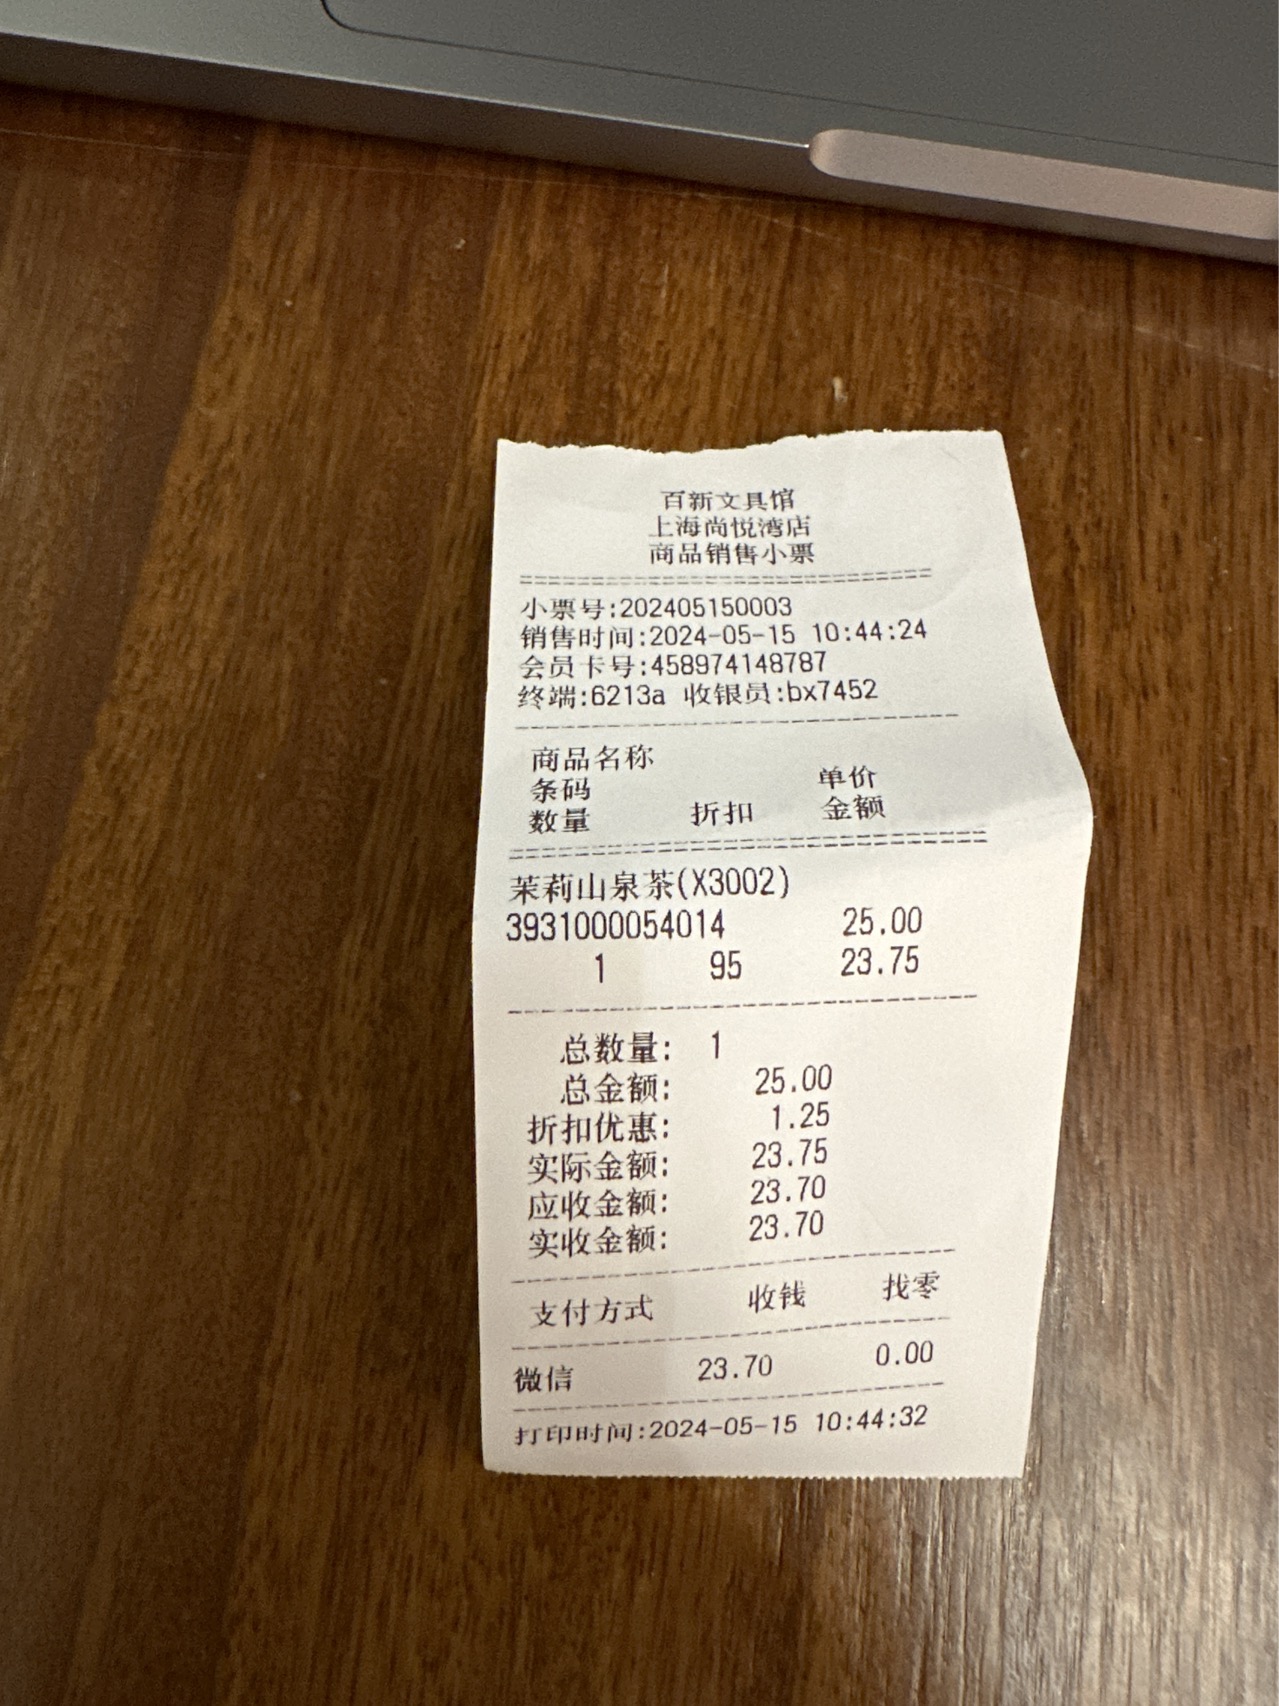 百新文具馆
上海尚悦湾店
商品销售小票
小票号:202405150003
销售时间:2024-05-15 10:44:24
会员卡号:458974148787
终端:6213a 收银员:bx7452
商品名称
条码 单价
数量 折扣 金额
茉莉山泉茶(X3002)
3931000054014 25.00
1 95 23.75
总数量: 1
总金额: 25.00
折扣优惠: 1.25
实际金额: 23.75
应收金额: 23.70
实收金额: 23.70
支付方式 收钱 找零
微信 23.70 0.00
打印时间:2024-05-15 10:44:32